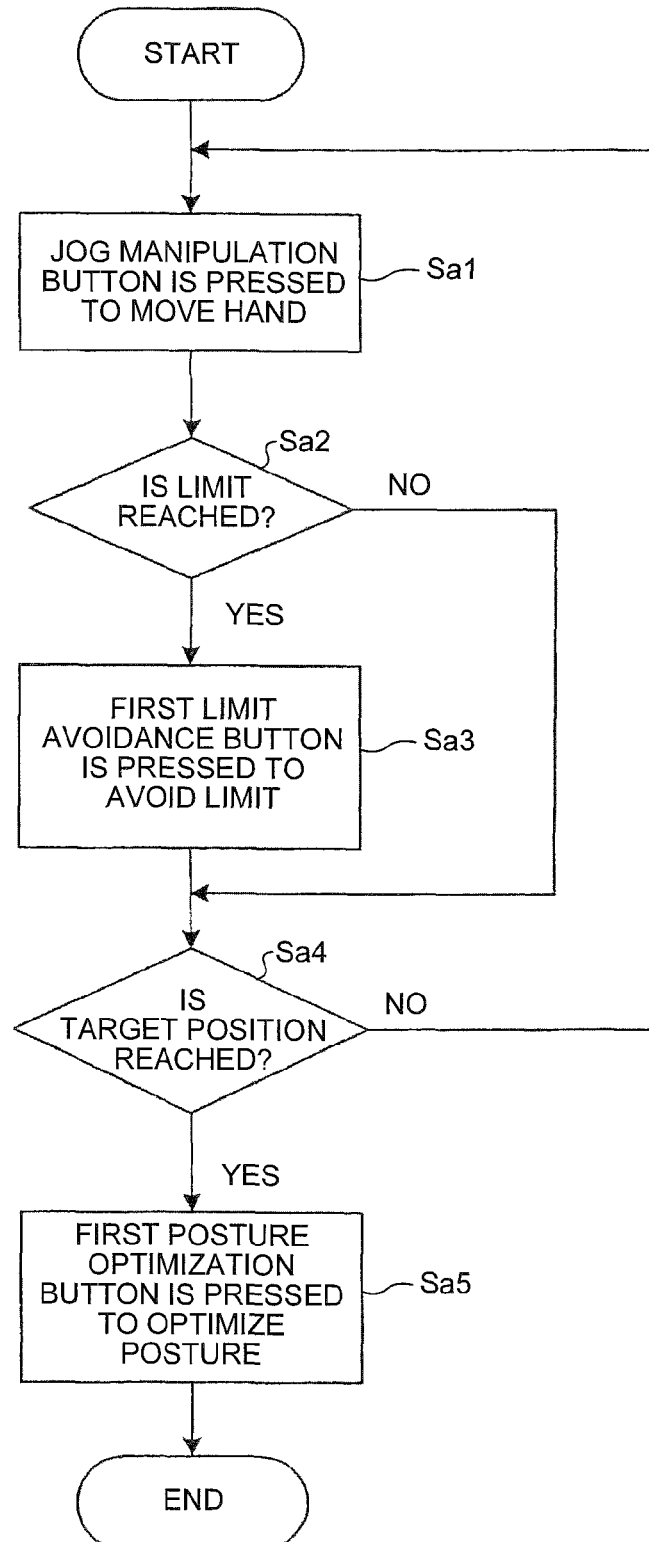 START
JOG MANIPULATION
BUTTON IS PRESSED
TO MOVE HAND
Sa1
Sa2
IS LIMIT
REACHED?
NO
YES
FIRST LIMIT
AVOIDANCE BUTTON
IS PRESSED TO
AVOID LIMIT
Sa3
Sa4
IS
TARGET POSITION
REACHED?
NO
YES
FIRST POSTURE
OPTIMIZATION
BUTTON IS PRESSED
TO OPTIMIZE
POSTURE
Sa5
END